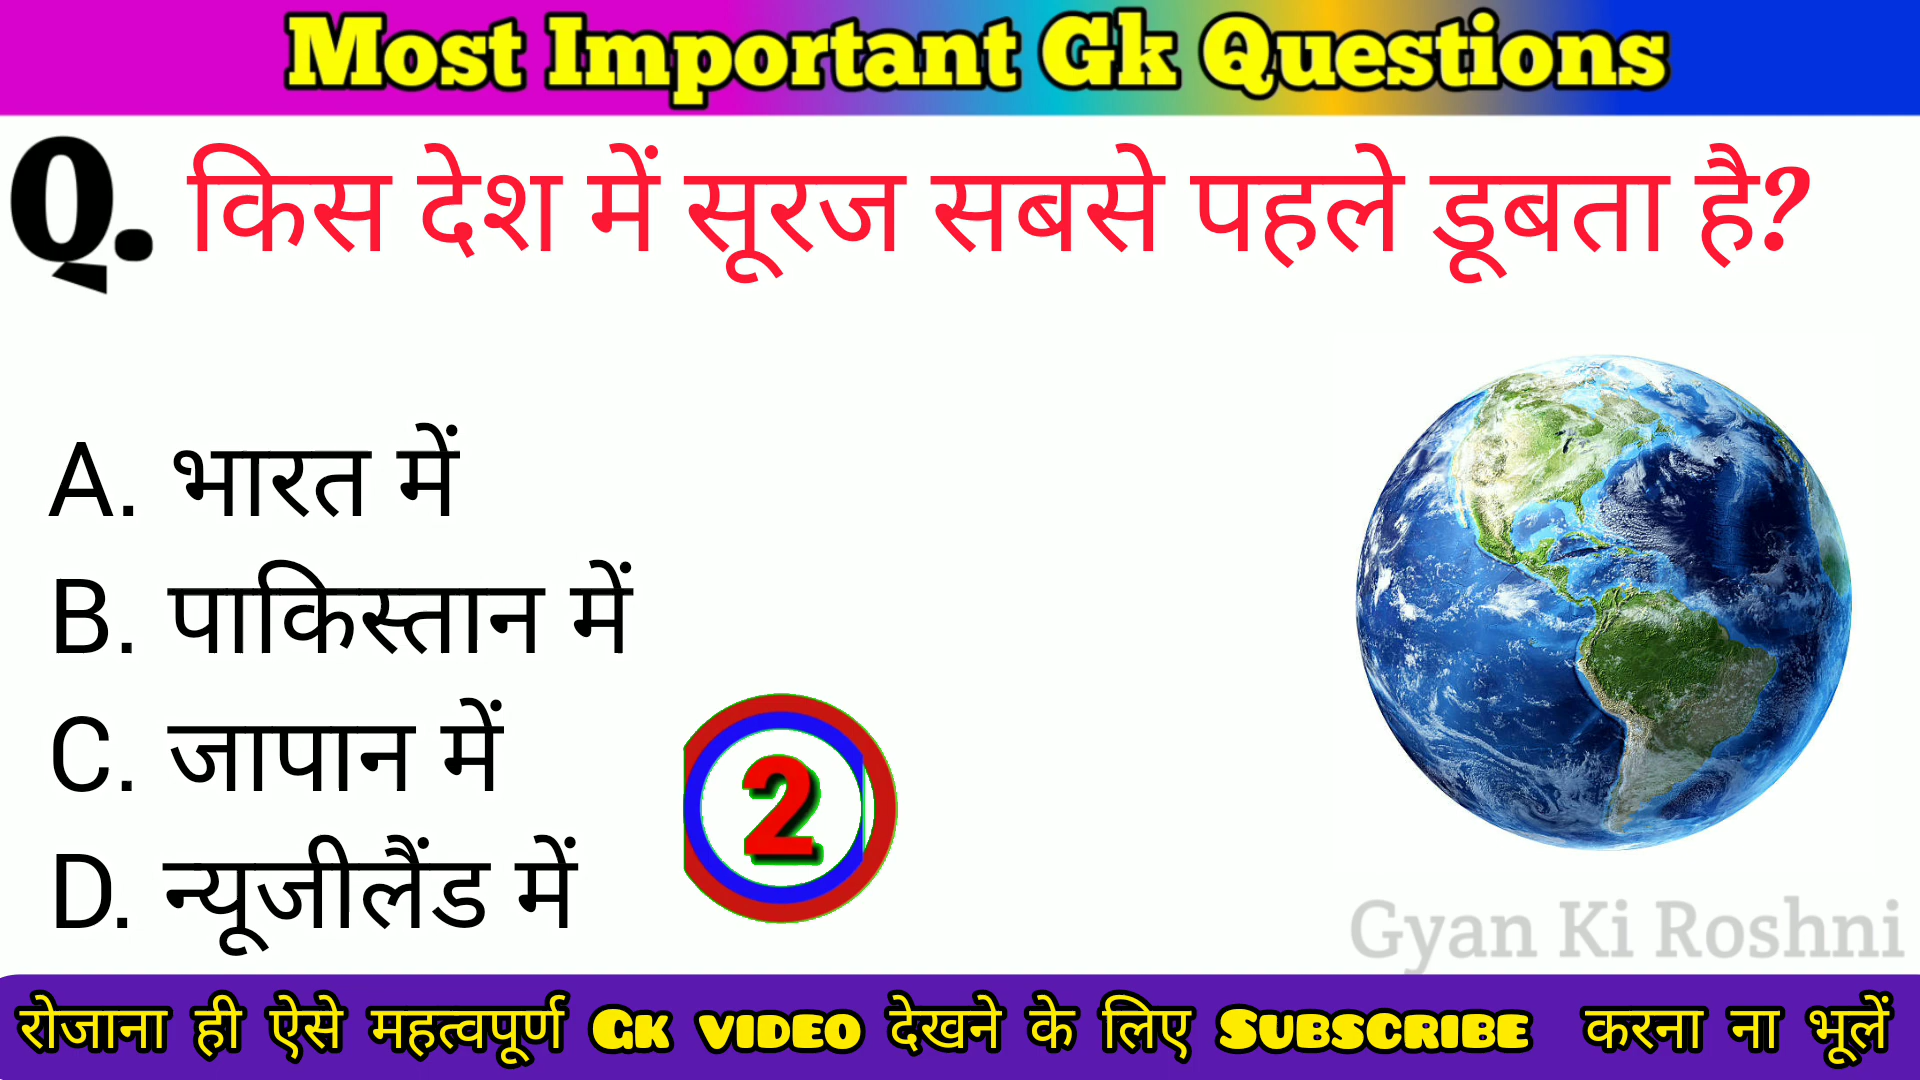 Most Important Gk Questions
Q. किस देश में सूरज सबसे पहले डूबता है?
A. भारत में
B. पाकिस्तान में
C. जापान में
D. न्यूजीलैंड में
2
Gyan Ki Roshni
रोजाना ही ऐसे महत्वपूर्ण GK VIDEO देखने के लिए SUBSCRIBE करना ना भूलें